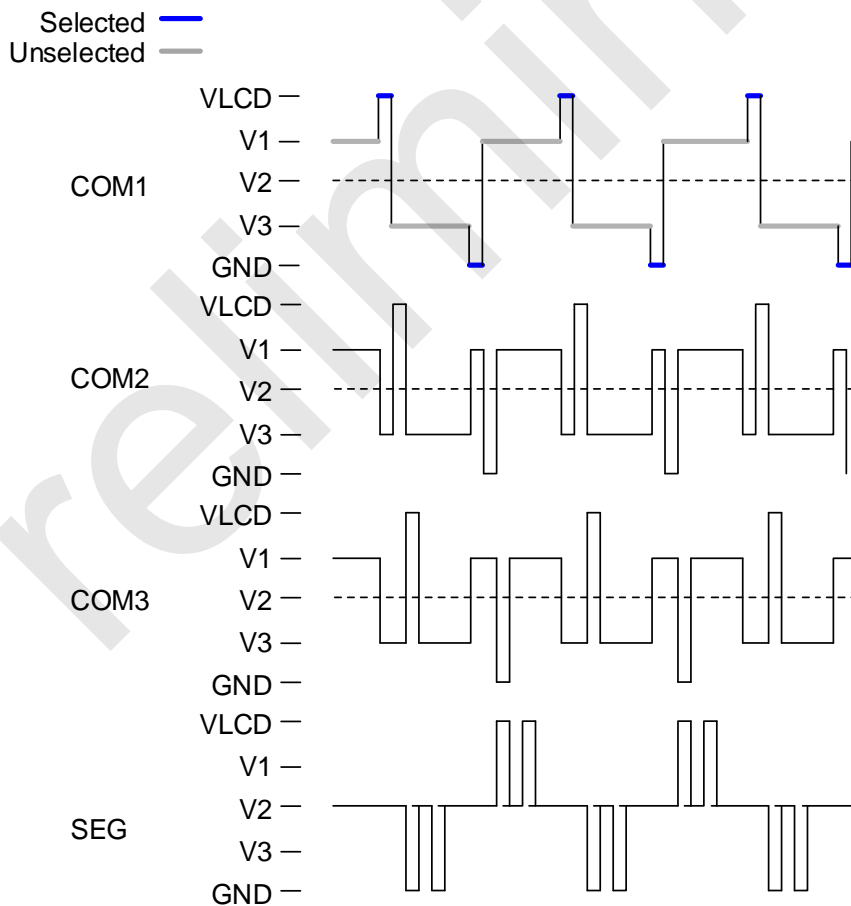 Selected
Unselected
VLCD
V1
COM1
V2
V3
GND
VLCD
V1
COM2
V2
V3
GND
VLCD
V1
COM3
V2
V3
GND
VLCD
V1
V2
SEG
V3
GND
relimin